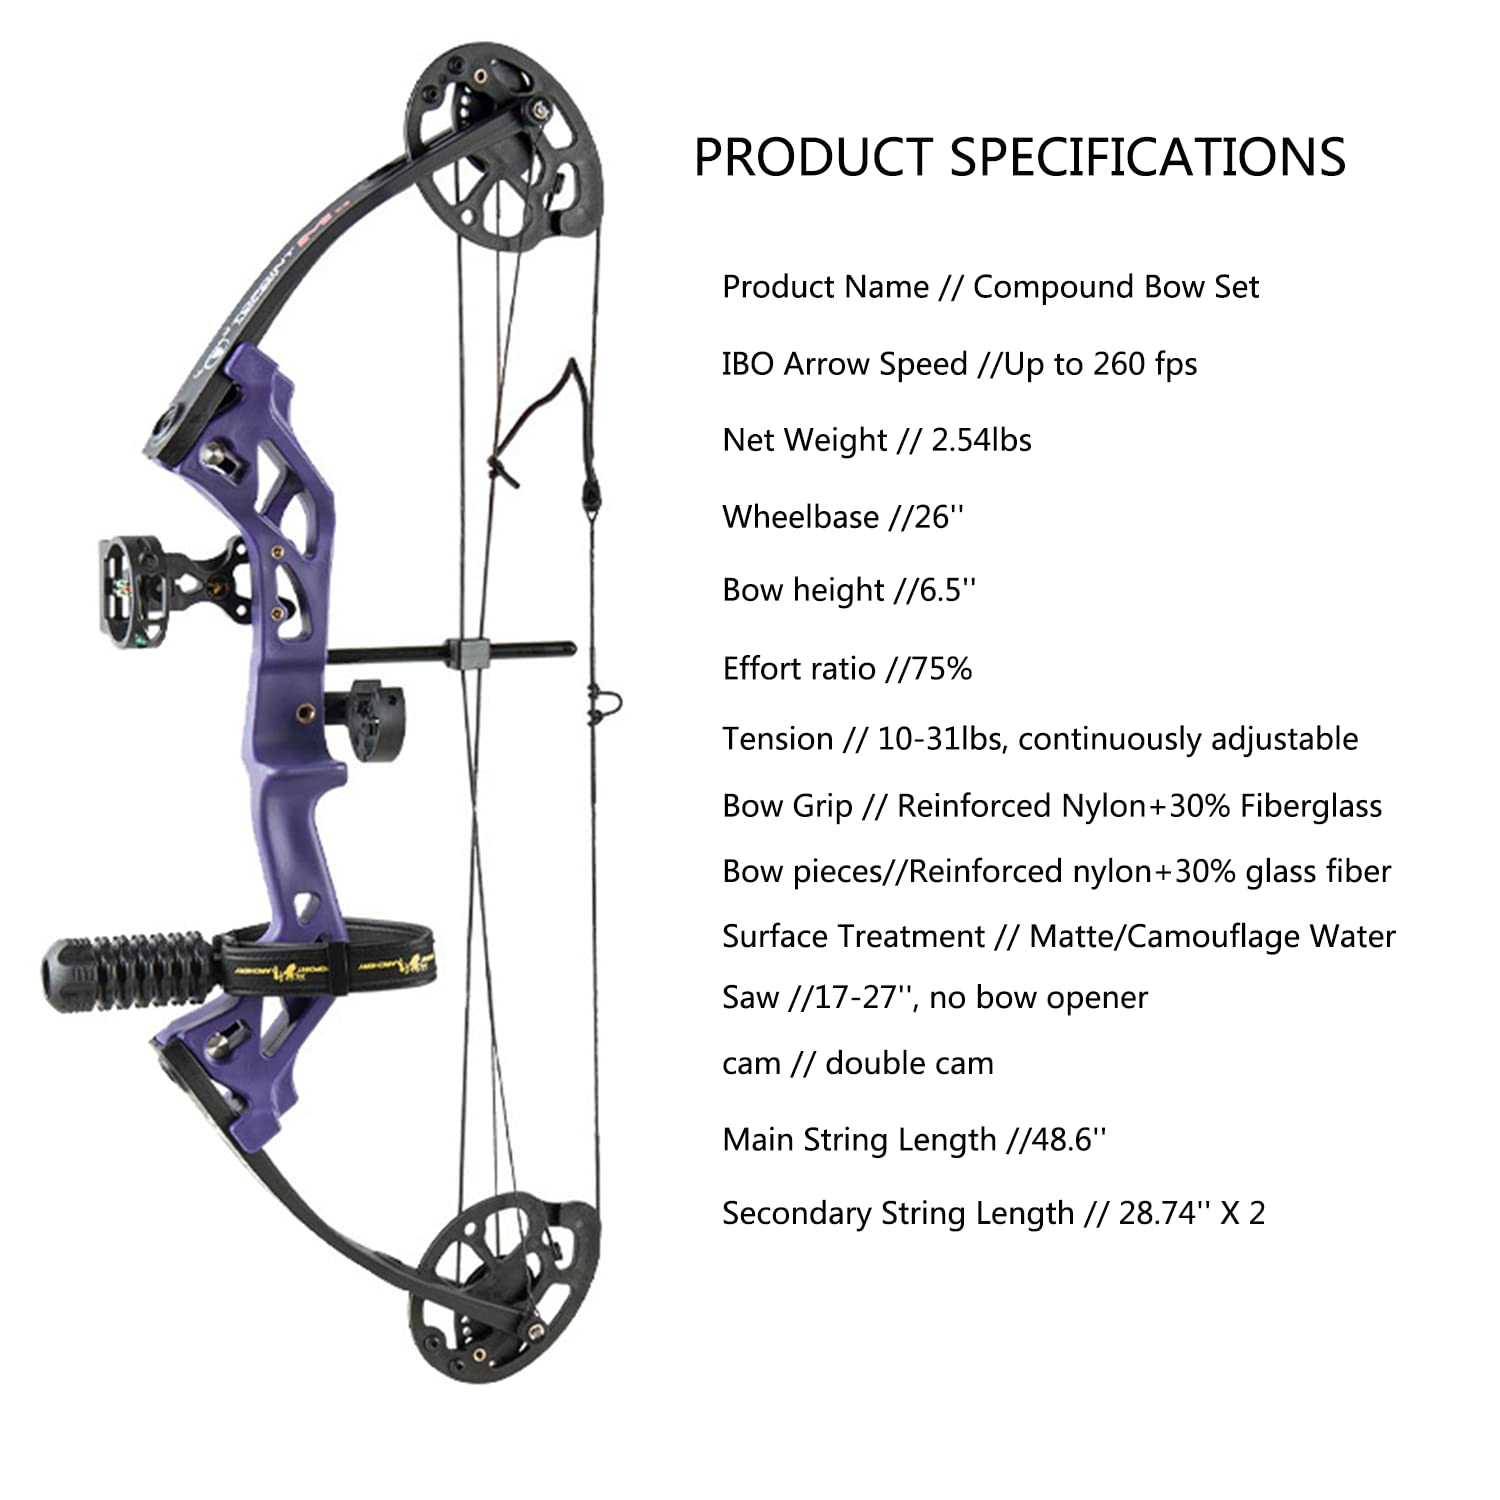 PRODUCT SPECIFICATIONS
Product Name // Compound Bow Set
IBO Arrow Speed //Up to 260 fps
Net Weight // 2.54lbs
Wheelbase //26''
Bow height //6.5''
Effort ratio //75%
Tension // 10-31lbs, continuously adjustable
Bow Grip // Reinforced Nylon+30% Fiberglass
Bow pieces//Reinforced nylon+30% glass fiber
Surface Treatment // Matte/Camouflage Water
Saw //17-27'', no bow opener
cam // double cam
Main String Length //48.6''
Secondary String Length // 28.74'' X 2